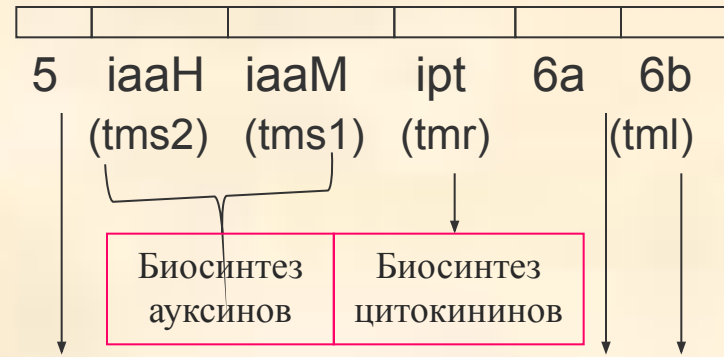 5 iaaH iaaM ipt 6a 6b
(tms2) (tms1) (tmr) (tml)
Биосинтез Биосинтез
ауксинов цитокининов